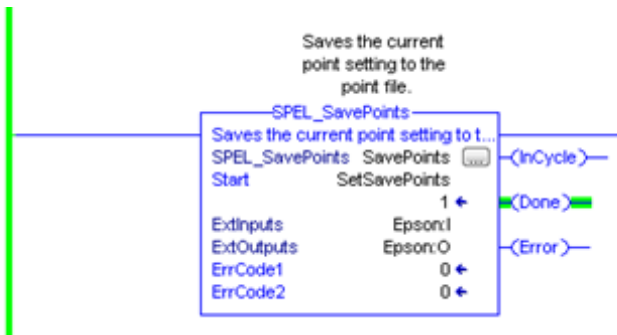 Saves the current
point setting to the
point file.
SPEL_SavePoints
Saves the current point setting to t...
SPEL_SavePoints SavePoints ... (InCycle)
Start SetSavePoints
1 (Done)
ExtInputs Epson:I
ExtOutputs Epson:O (Error)
ErrCode1 0
ErrCode2 0